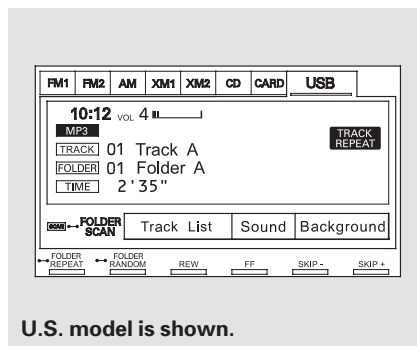 FM1 FM2 AM XM1 XM2 CD CARD USB
10:12 VOL 4
MP3
TRACK REPEAT
TRACK 01 Track A
FOLDER 01 Folder A
TIME 2'35"
SCAN FOLDER SCAN Track List Sound Background
FOLDER REPEAT FOLDER RANDOM REW FF SKIP - SKIP +
U.S. model is shown.